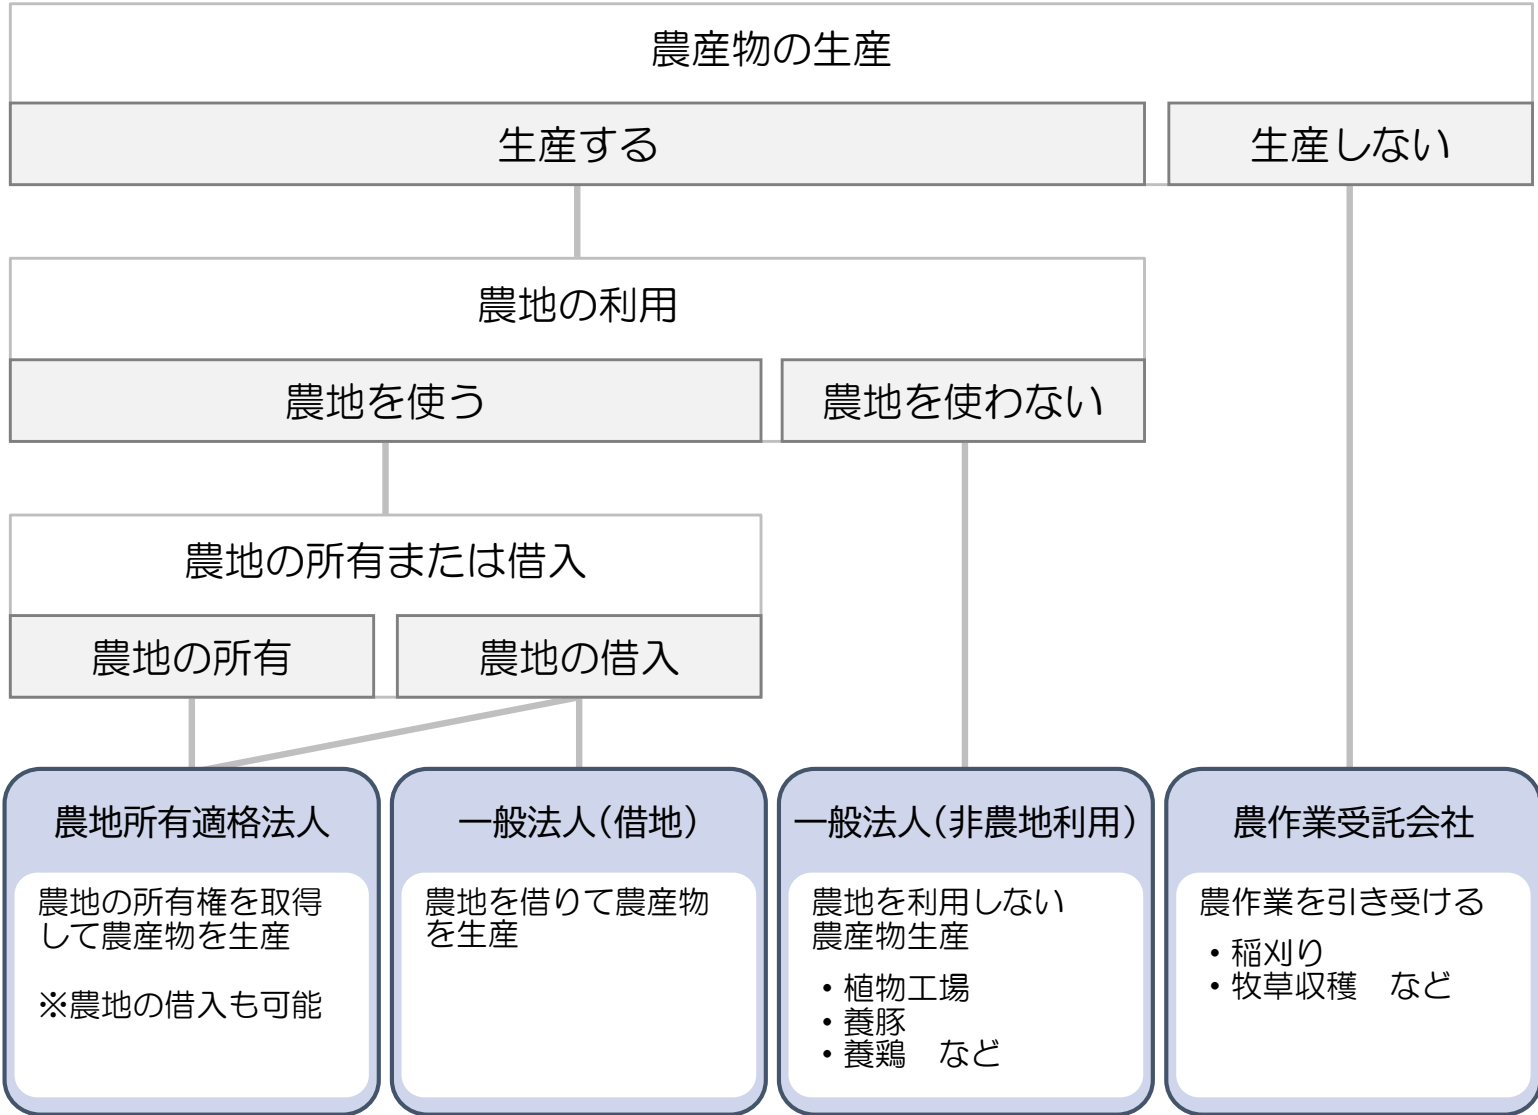 農産物の生産
生産する
生産しない
農地の利用
農地を使う
農地を使わない
農地の所有または借入
農地の所有
農地の借入
農地所有適格法人
農地の所有権を取得
して農産物を生産
※農地の借入も可能
一般法人(借地)
農地を借りて農産物
を生産
一般法人(非農地利用)
農地を利用しない
農産物生産
・植物工場
・養豚
・養鶏　など
農作業受託会社
農作業を引き受ける
・稲刈り
・牧草収穫　など